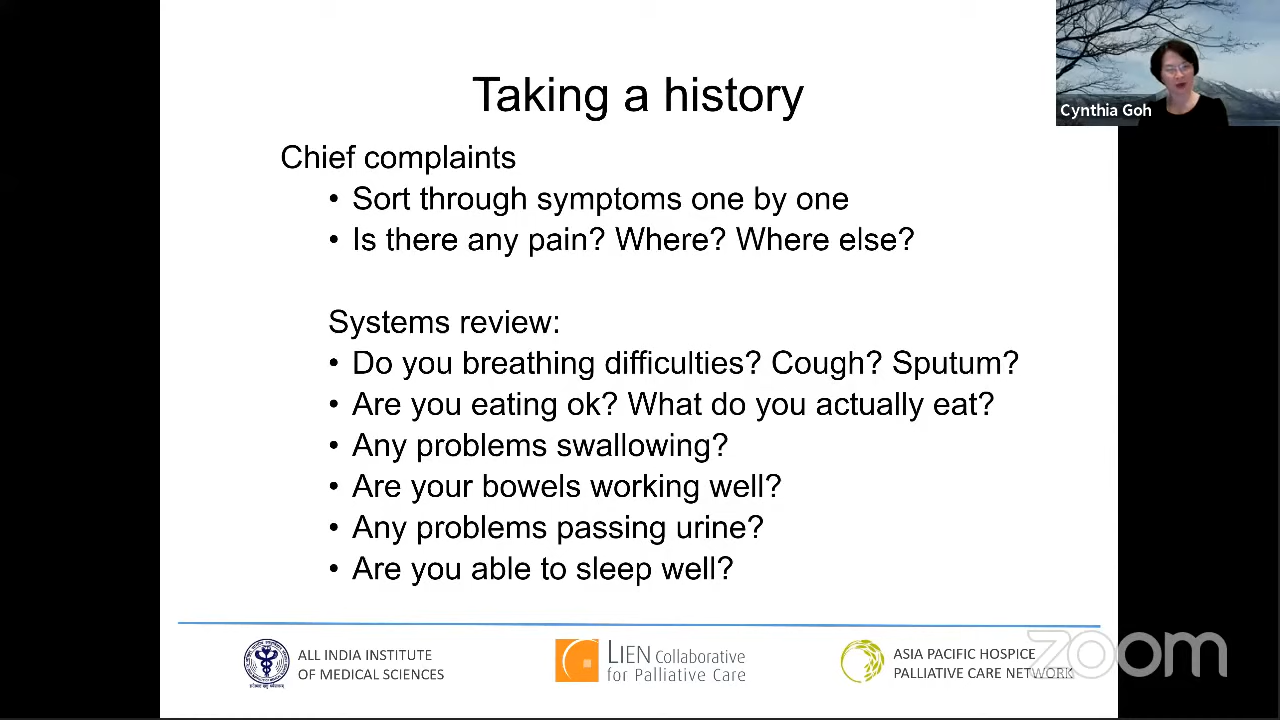 Taking a history
Cynthia Goh
Chief complaints
• Sort through symptoms one by one
• Is there any pain? Where? Where else?
Systems review:
• Do you breathing difficulties? Cough? Sputum?
• Are you eating ok? What do you actually eat?
• Any problems swallowing?
• Are your bowels working well?
• Any problems passing urine?
• Are you able to sleep well?
ALL INDIA INSTITUTE
OF MEDICAL SCIENCES
LIEN Collaborative
for Palliative Care
ASIA PACIFIC HOSPICE
PALLIATIVE CARE NETWORK
zoom